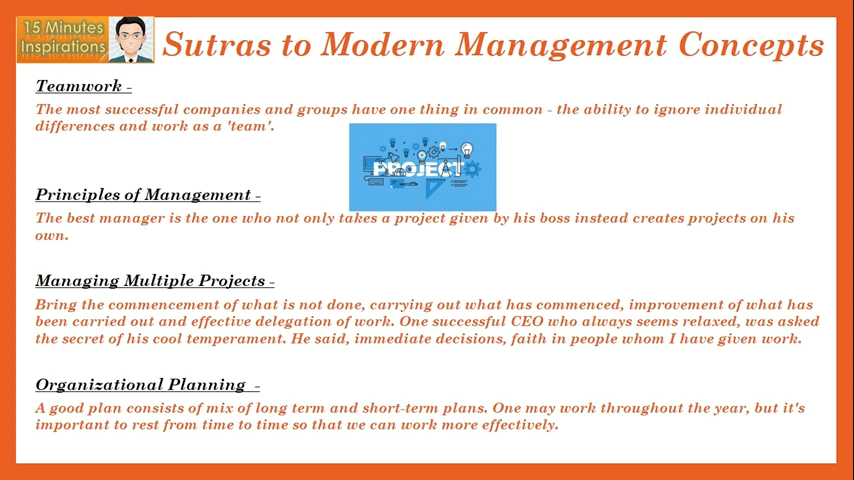 15 Minutes
Inspirations
Sutras to Modern Management Concepts
Teamwork -
The most successful companies and groups have one thing in common - the ability to ignore individual
differences and work as a 'team'.
PROJECT
Principles of Management -
The best manager is the one who not only takes a project given by his boss instead creates projects on his
own.
Managing Multiple Projects -
Bring the commencement of what is not done, carrying out what has commenced, improvement of what has
been carried out and effective delegation of work. One successful CEO who always seems relaxed, was asked
the secret of his cool temperament. He said, immediate decisions, faith in people whom I have given work.
Organizational Planning -
A good plan consists of mix of long term and short-term plans. One may work throughout the year, but it's
important to rest from time to time so that we can work more effectively.